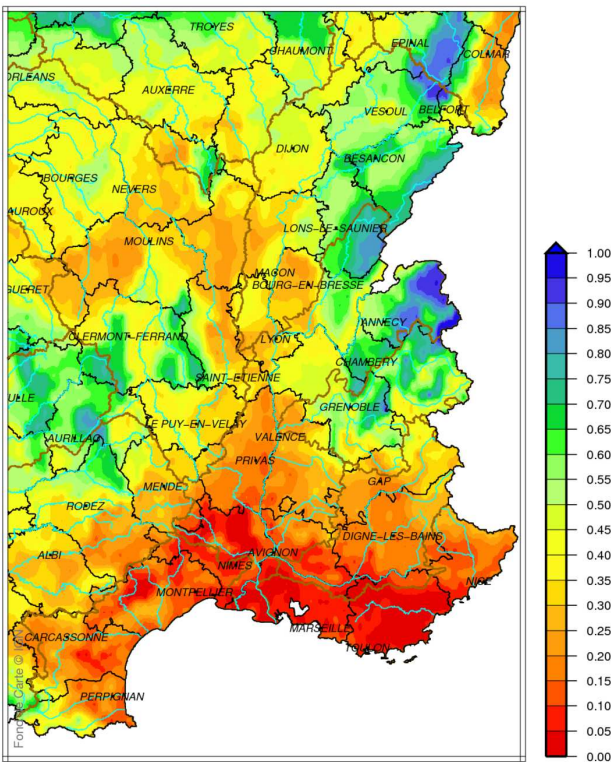 TROYES
CHAUMONT
EPINAL
COLMAR
ORLEANS
AUXERRE
VESOUL
BELFORT
DIJON
BESANCON
BOURGES
NEVERS
AUROUX
LONS-LE-SAUNIER
MOULINS
MACON
BOURG-EN-BRESSE
GUERET
ANNECY
CLERMONT-FERRAND
LYON
CHAMBERY
SAINT-ETIENNE
ULLE
GRENOBLE
LE PUY-EN-VELAY
AURILLAC
VALENCE
PRIVAS
GAP
MENDE
RODEZ
DIGNE-LES-BAINS
ALBI
AVIGNON
NIMES
NICE
MONTPELLIER
MARSEILLE
CARCASSONNE
TOULON
PERPIGNAN
Fond de Carte © IGN
1.00
0.95
0.90
0.85
0.80
0.75
0.70
0.65
0.60
0.55
0.50
0.45
0.40
0.35
0.30
0.25
0.20
0.15
0.10
0.05
0.00